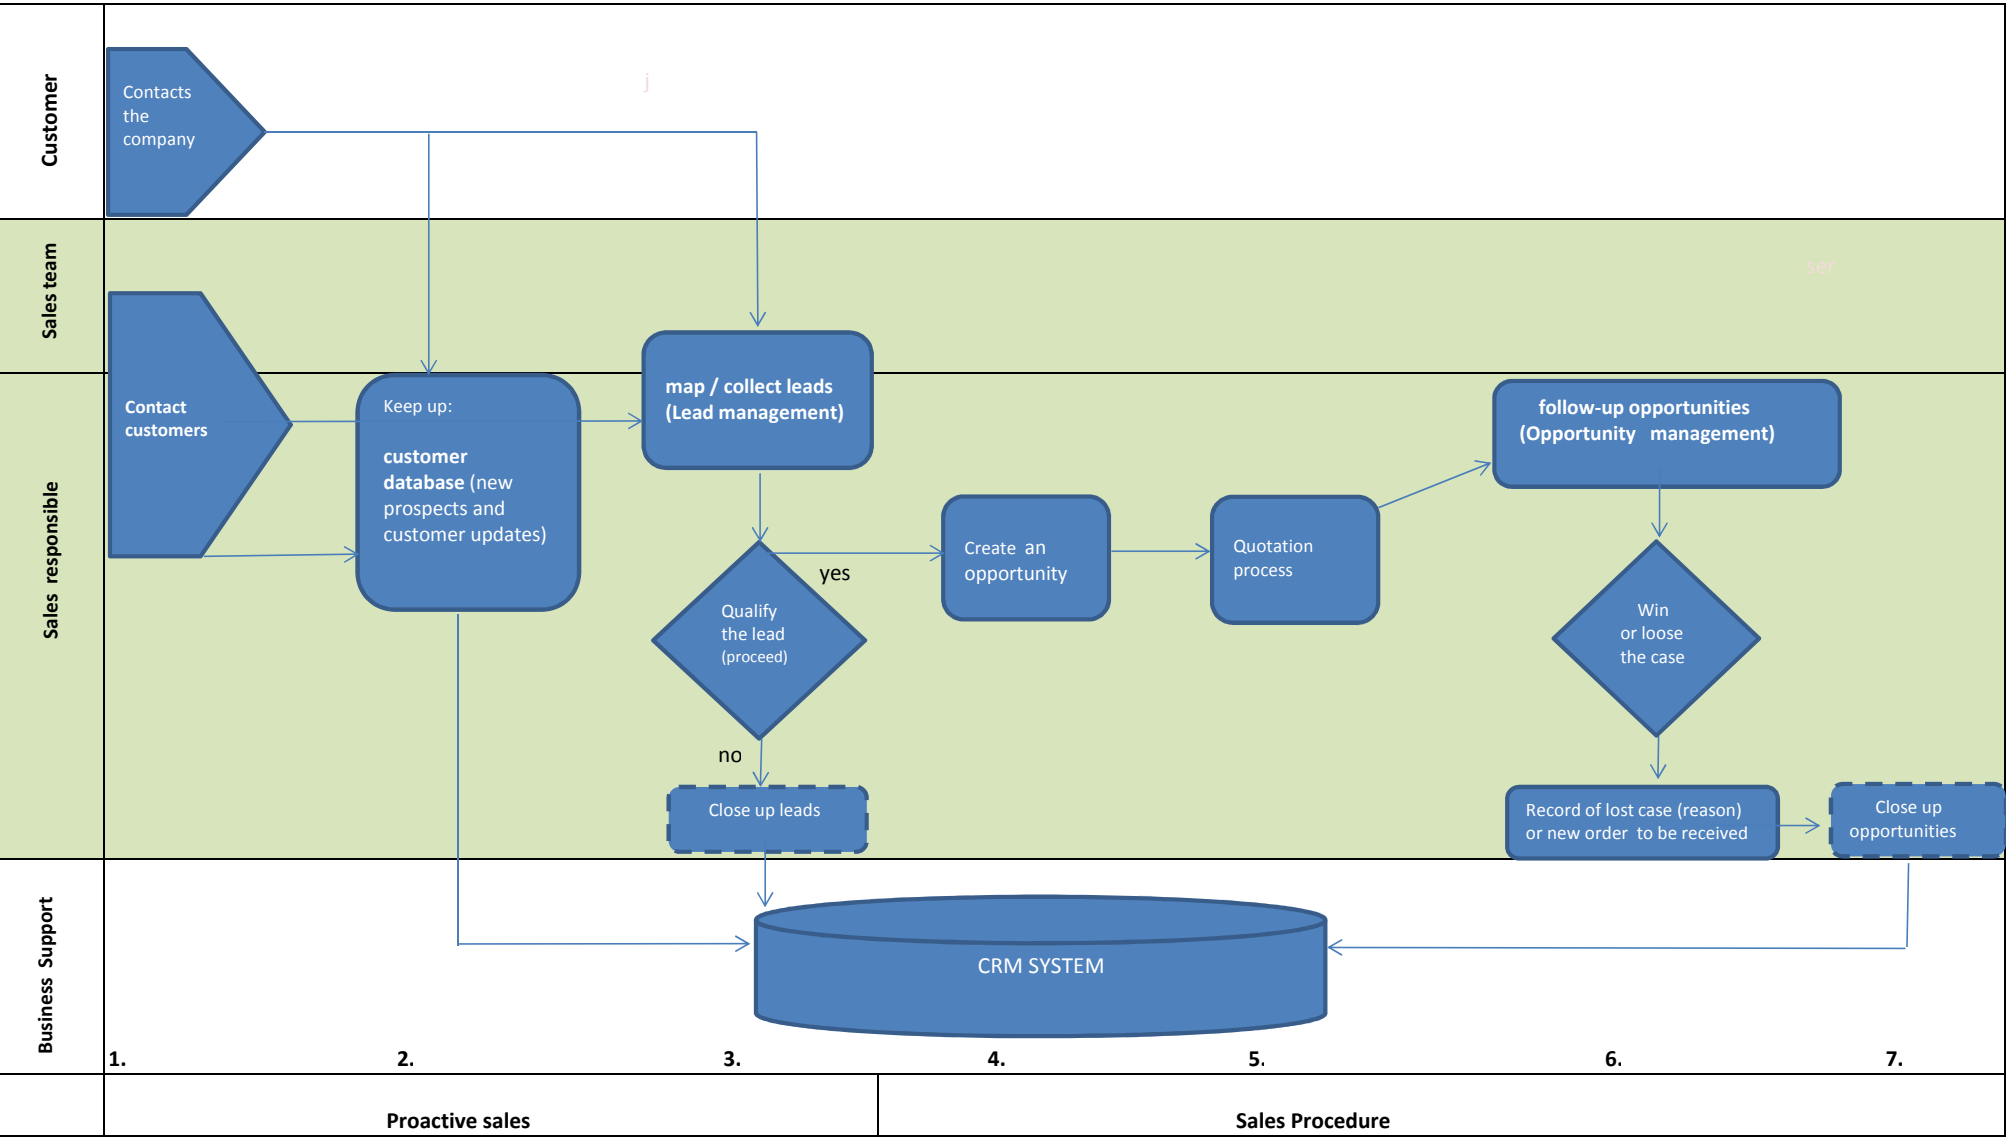 Customer
Contacts
the
company
j
Sales team
ser
Sales responsible
Contact
customers
Keep up:
customer
database (new
prospects and
customer updates)
map / collect leads
(Lead management)
Qualify
the lead
(proceed)
yes
no
Close up leads
Create an
opportunity
Quotation
process
follow-up opportunities
(Opportunity management)
Win
or loose
the case
Record of lost case (reason)
or new order to be received
Close up
opportunities
Business Support
CRM SYSTEM
1. 2. 3. 4. 5. 6. 7.
Proactive sales
Sales Procedure